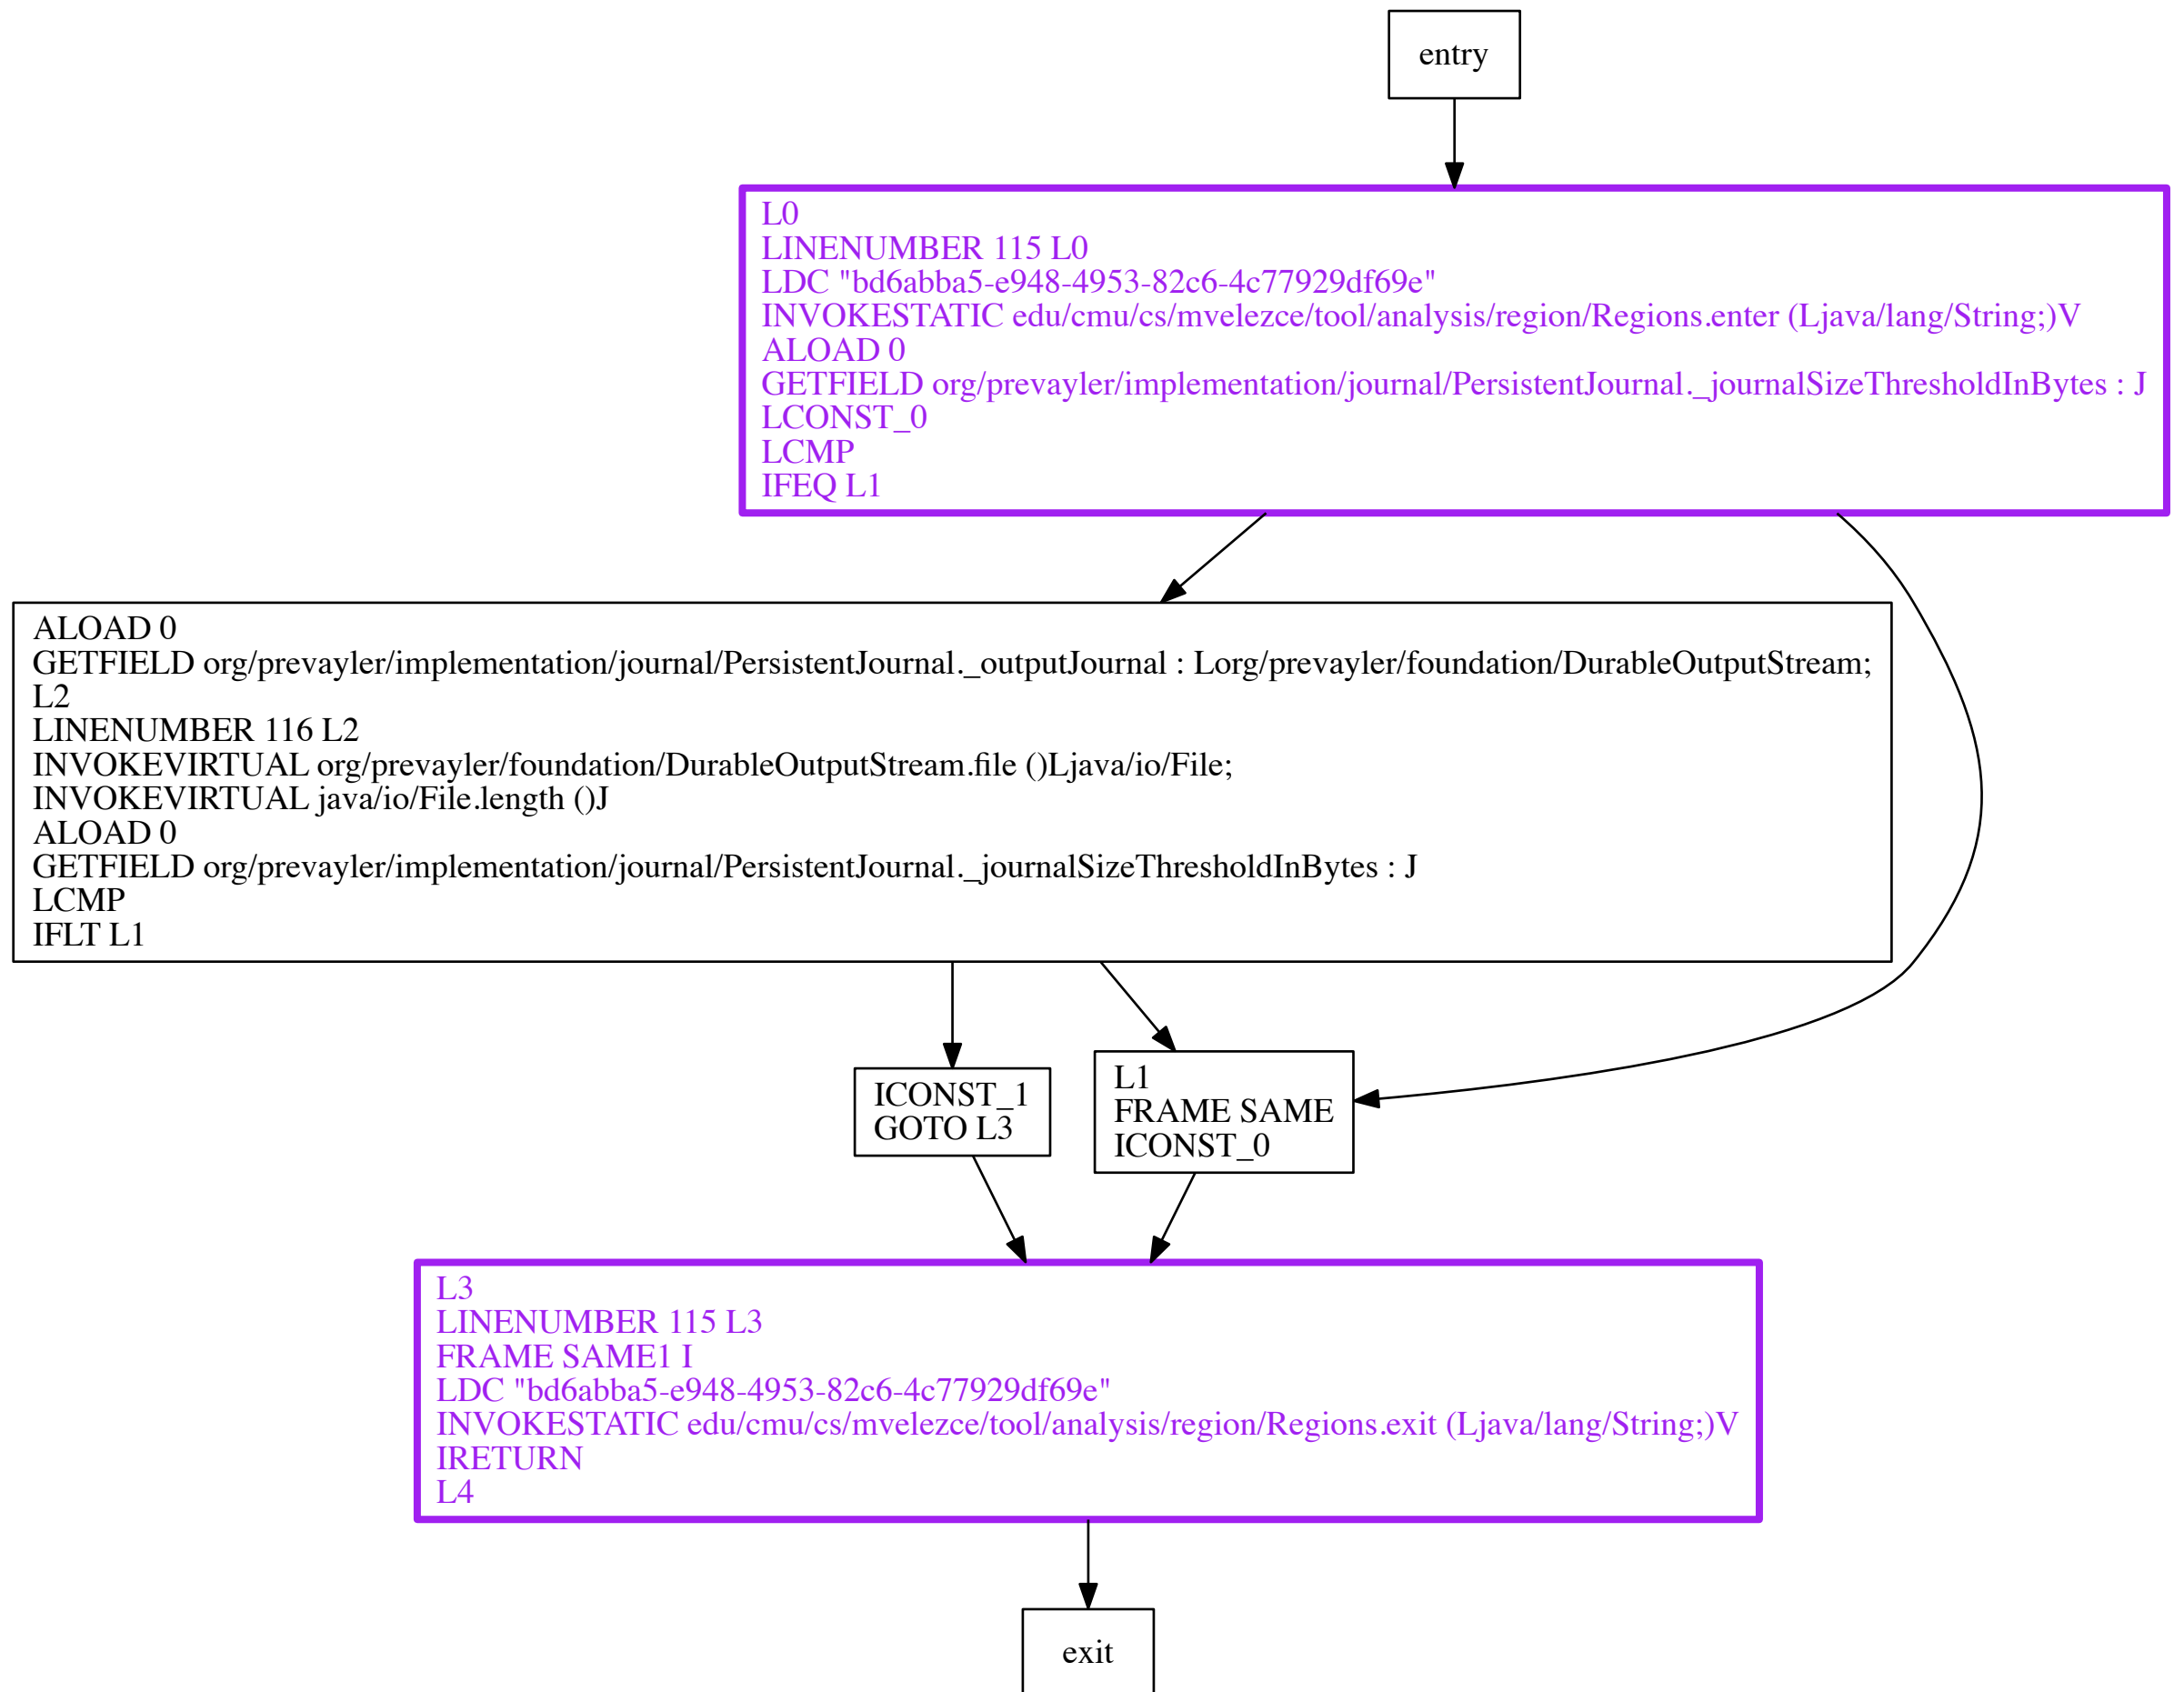 entry
L0
LINENUMBER 115 L0
LDC "bd6abba5-e948-4953-82c6-4c77929df69e"
INVOKESTATIC edu/cmu/cs/mvelezce/tool/analysis/region/Regions.enter (Ljava/lang/String;)V
ALOAD 0
GETFIELD org/prevayler/implementation/journal/PersistentJournal._journalSizeThresholdInBytes : J
LCONST_0
LCMP
IFEQ L1
ALOAD 0
GETFIELD org/prevayler/implementation/journal/PersistentJournal._outputJournal : Lorg/prevayler/foundation/DurableOutputStream;
L2
LINENUMBER 116 L2
INVOKEVIRTUAL org/prevayler/foundation/DurableOutputStream.file ()Ljava/io/File;
INVOKEVIRTUAL java/io/File.length ()J
ALOAD 0
GETFIELD org/prevayler/implementation/journal/PersistentJournal._journalSizeThresholdInBytes : J
LCMP
IFLT L1
ICONST_1
GOTO L3
L1
FRAME SAME
ICONST_0
L3
LINENUMBER 115 L3
FRAME SAME1 I
LDC "bd6abba5-e948-4953-82c6-4c77929df69e"
INVOKESTATIC edu/cmu/cs/mvelezce/tool/analysis/region/Regions.exit (Ljava/lang/String;)V
IRETURN
L4
exit